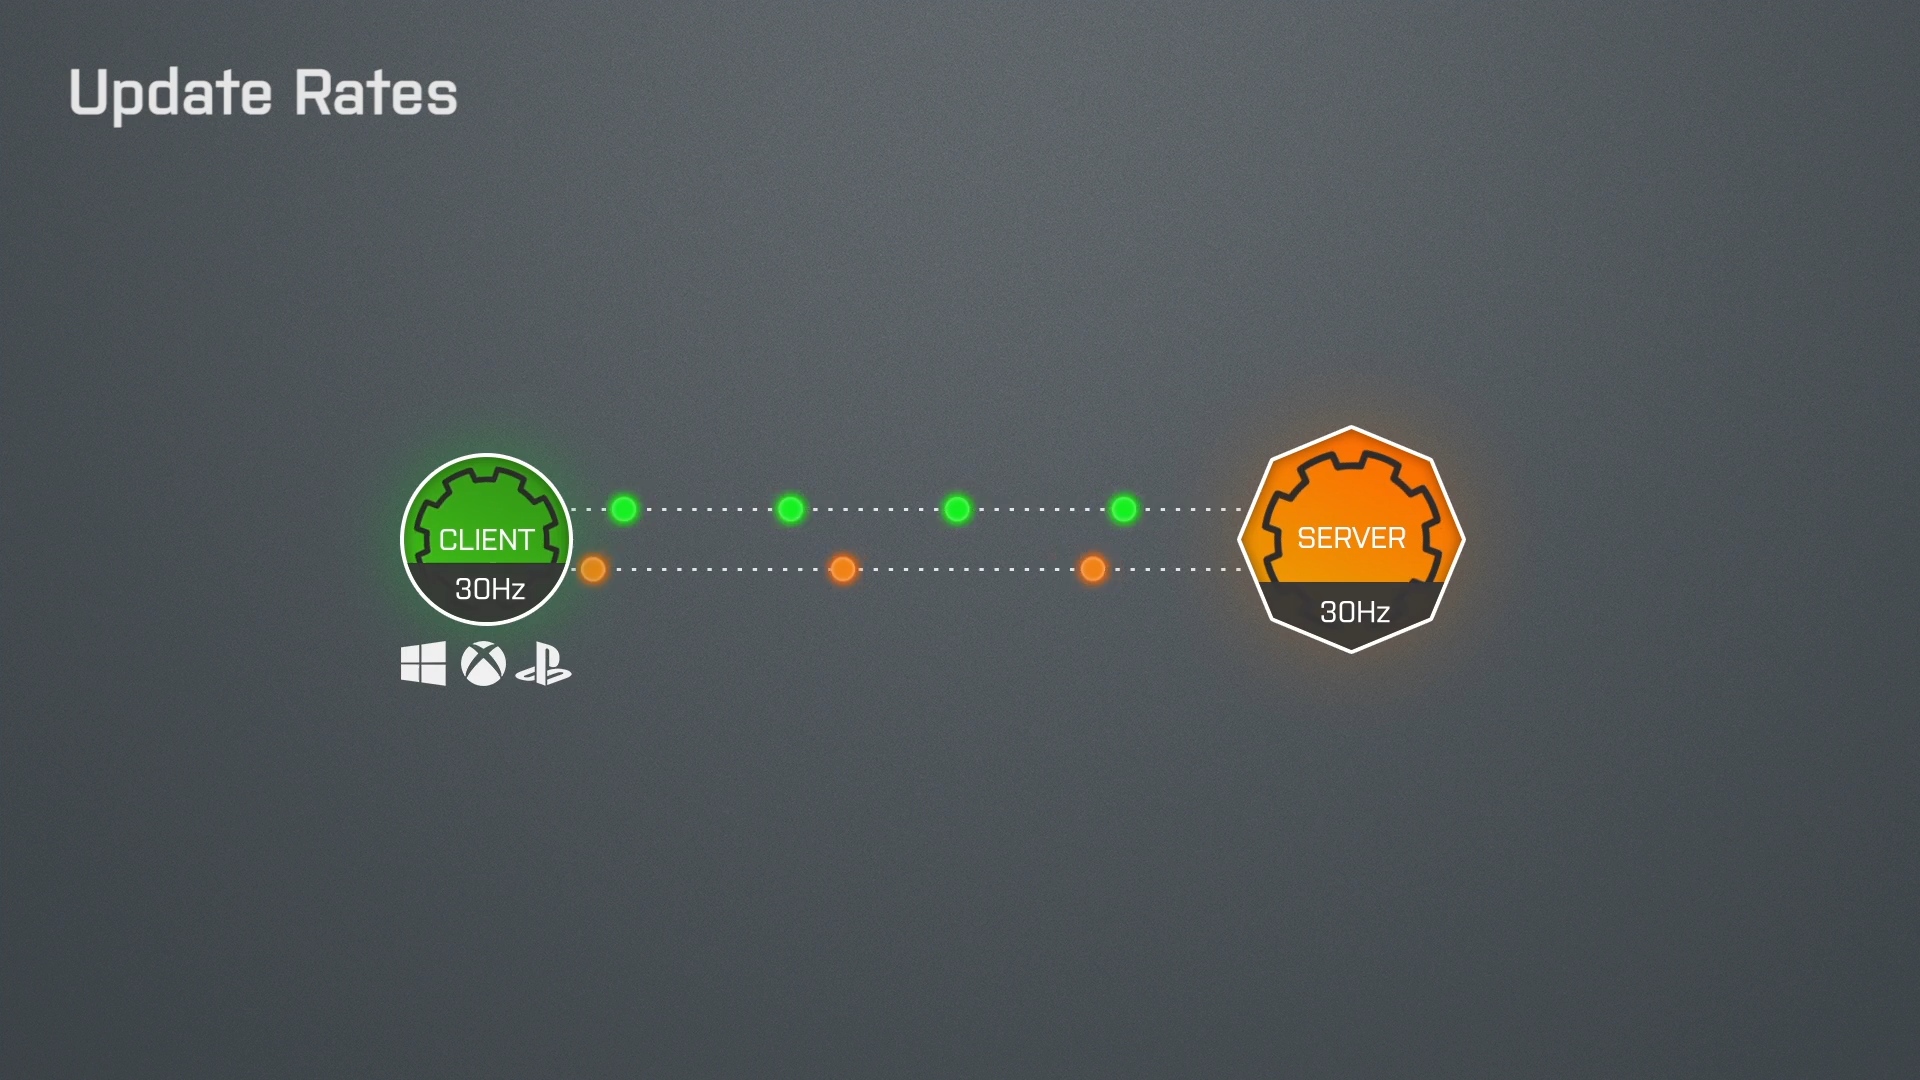 Update Rates
CLIENT
30Hz
SERVER
30Hz